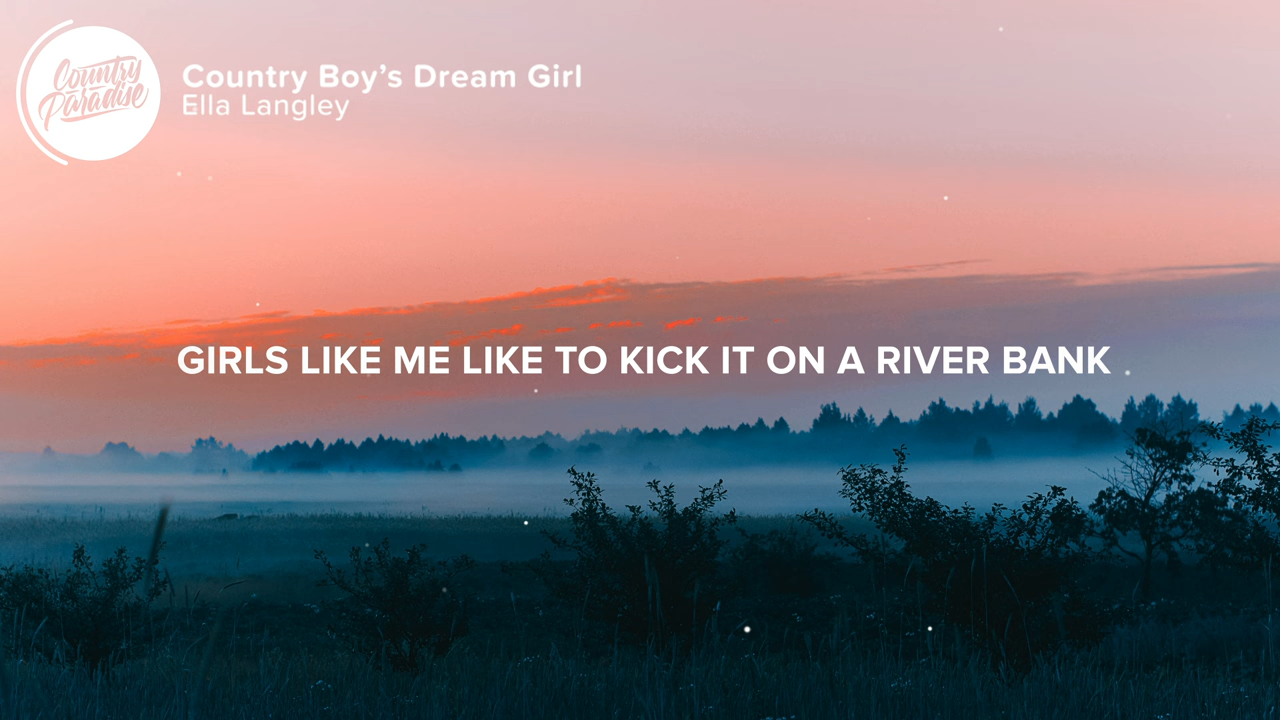 Country
Paradise
Country Boy's Dream Girl
Ella Langley
GIRLS LIKE ME LIKE TO KICK IT ON A RIVER BANK